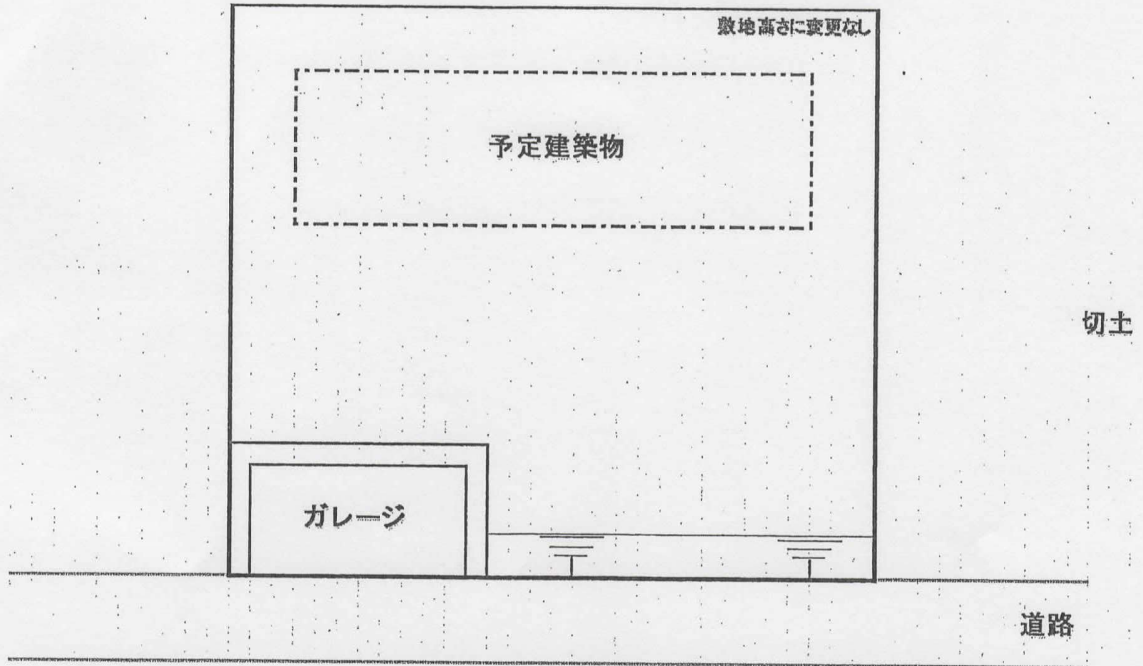 敷地高さに変更なし
予定建築物
切土
ガレージ
道路